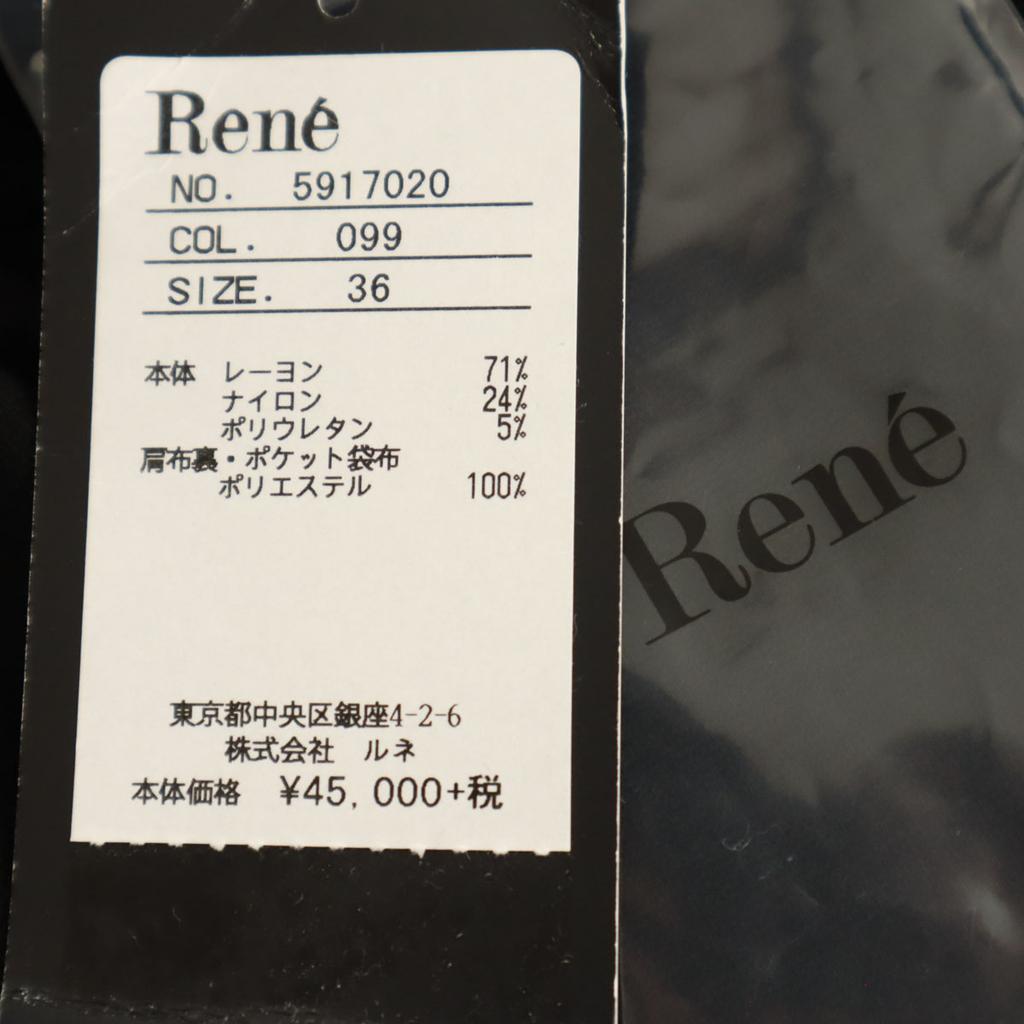 René
NO. 5917020
COL. 099
SIZE. 36
本体 レーヨン 71%
ナイロン 24%
ポリウレタン 5%
肩布裏・ポケット袋布
ポリエステル 100%
東京都中央区銀座4-2-6
株式会社 ルネ
本体価格 ¥45,000+税
René